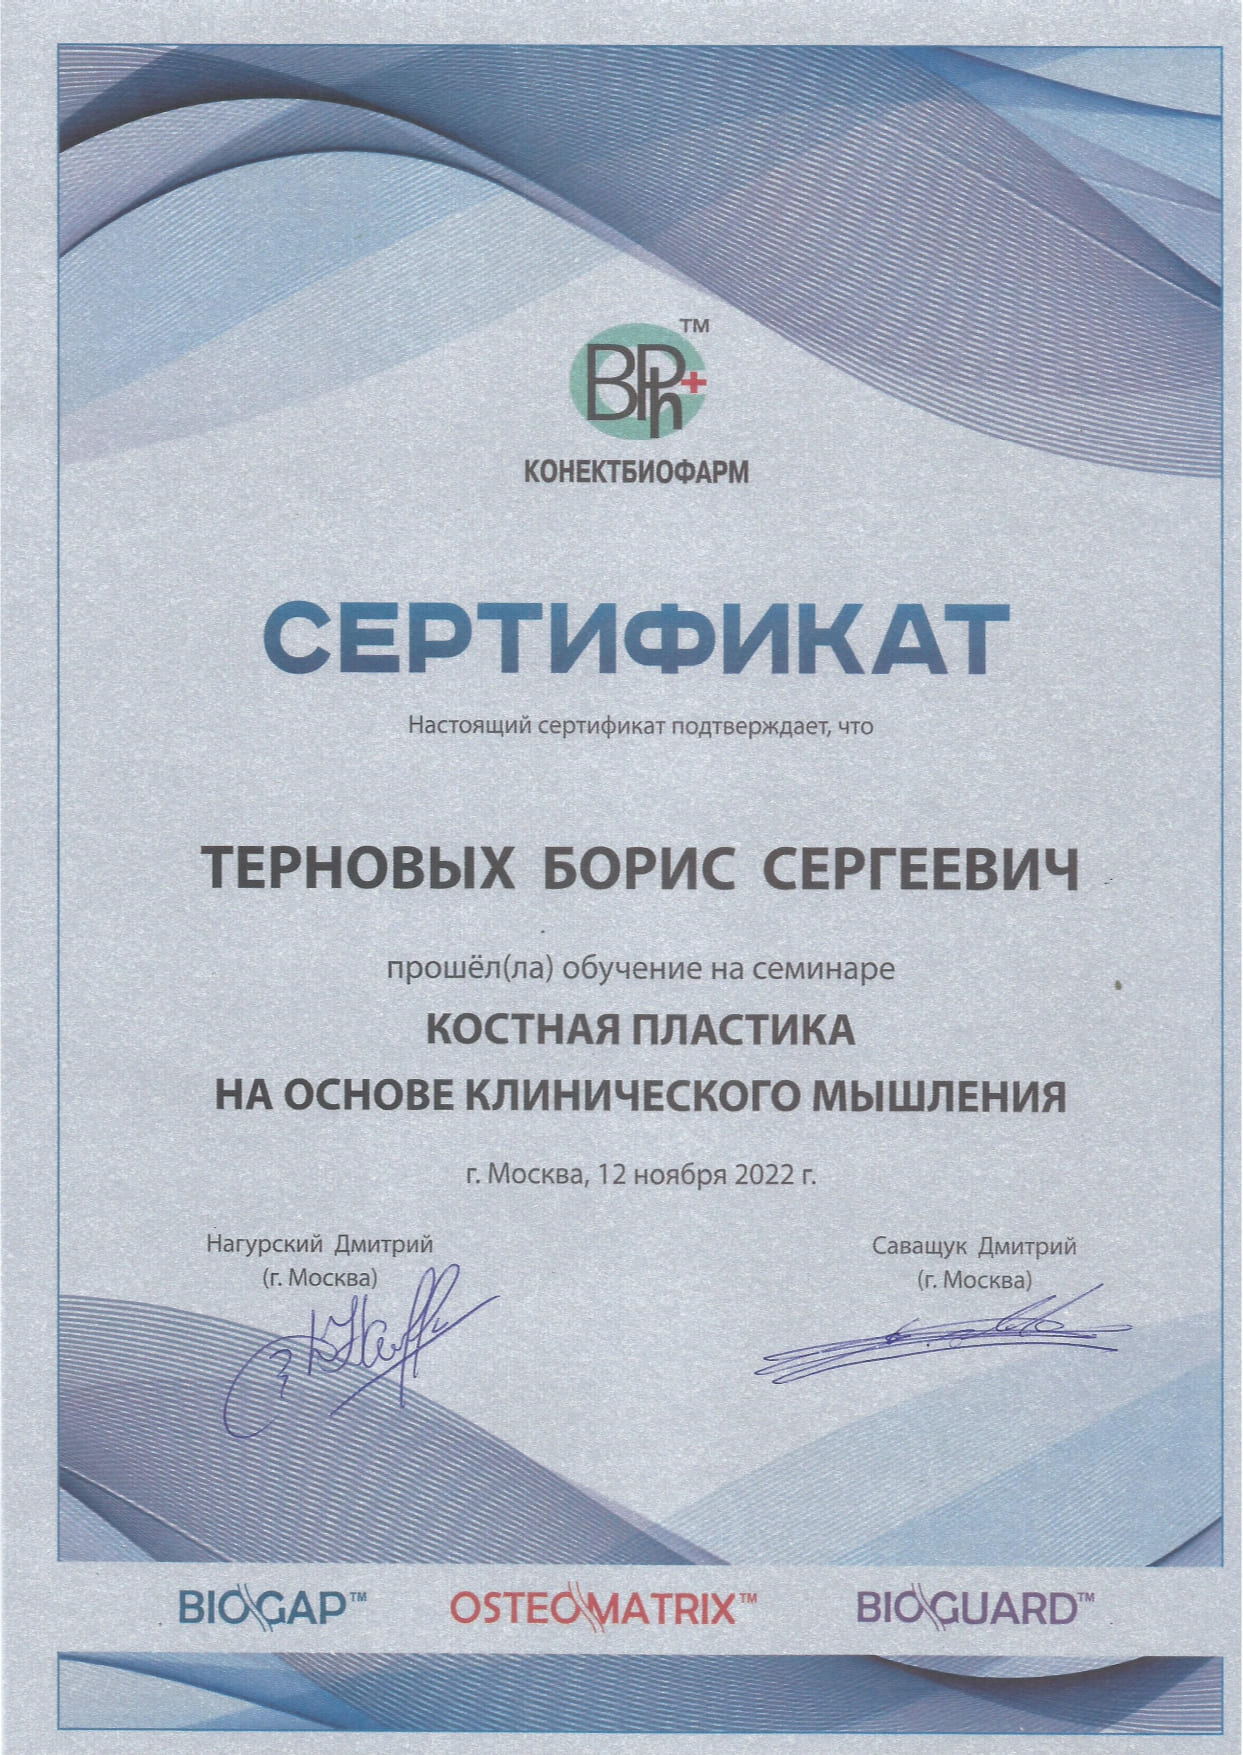 BPh+ ™
КОНЕКТБИОФАРМ
СЕРТИФИКАТ
Настоящий сертификат подтверждает, что
ТЕРНОВЫХ БОРИС СЕРГЕЕВИЧ
прошёл(ла) обучение на семинаре
КОСТНАЯ ПЛАСТИКА
НА ОСНОВЕ КЛИНИЧЕСКОГО МЫШЛЕНИЯ
г. Москва, 12 ноября 2022 г.
Нагурский Дмитрий
(г. Москва)
Саващук Дмитрий
(г. Москва)
BIOGAP™ OSTEOMATRIX™ BIOGUARD™